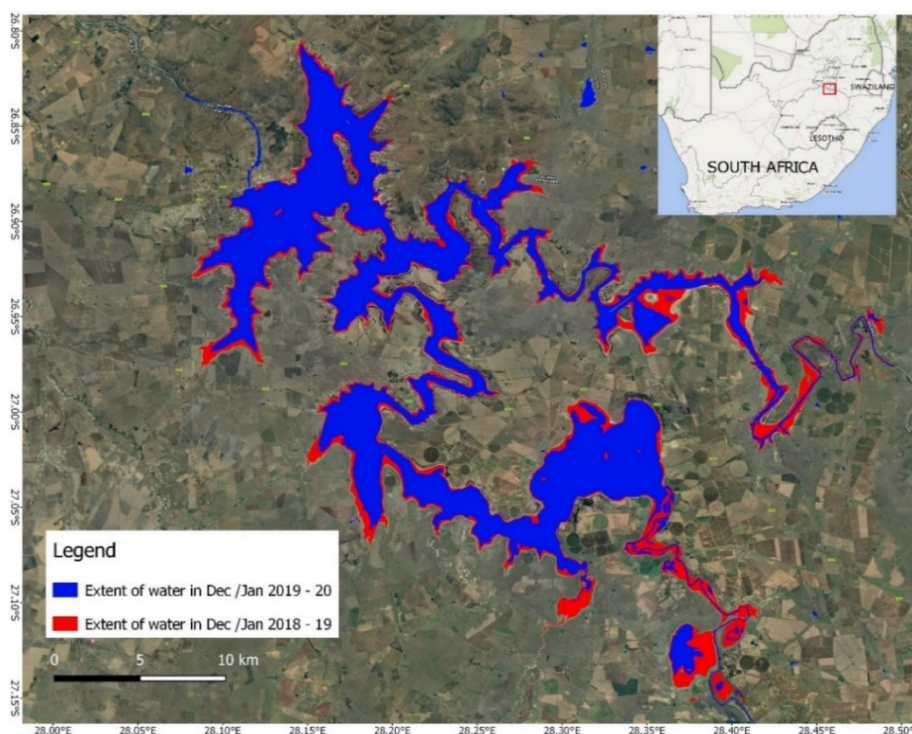 SWAZILAND
LESOTHO
SOUTH AFRICA
26.80°S
26.85°S
26.90°S
26.95°S
27.00°S
27.05°S
27.10°S
27.15°S
Legend
Extent of water in Dec /Jan 2019 - 20
Extent of water in Dec /Jan 2018 - 19
0 5 10 km
28.00°E 28.05°E 28.10°E 28.15°E 28.20°E 28.25°E 28.30°E 28.35°E 28.40°E 28.45°E 28.50°E